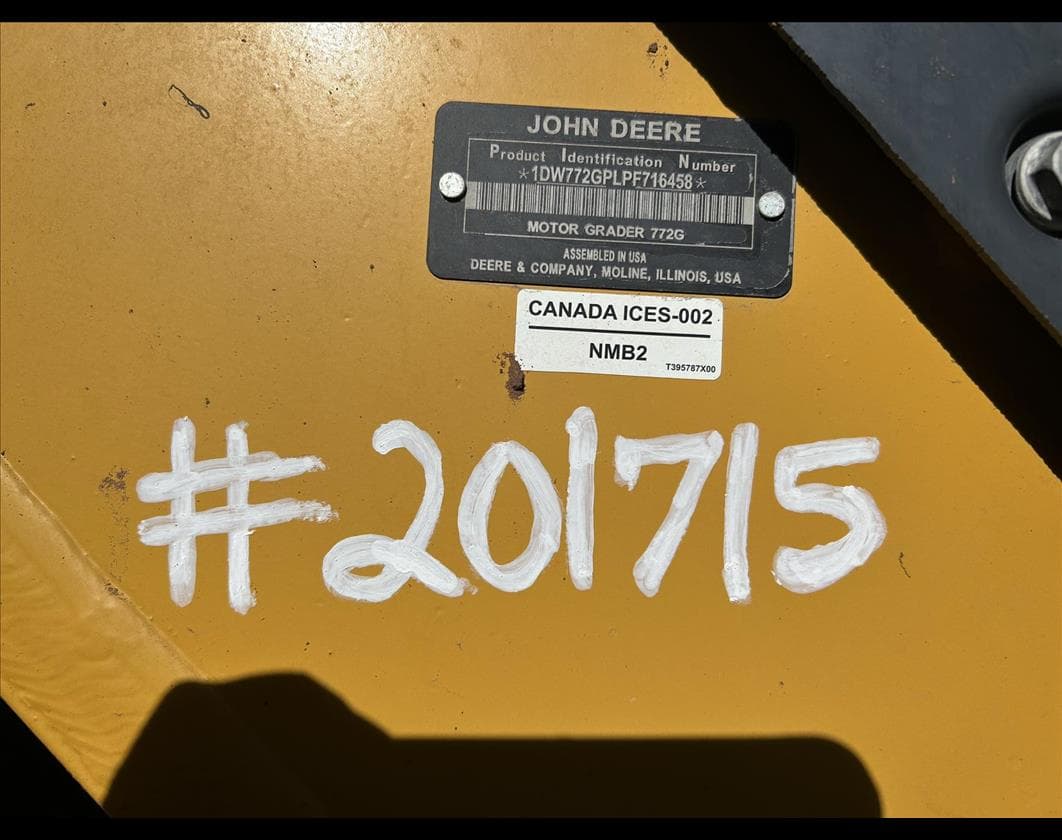 JOHN DEERE
Product Identification Number
*1DW772GPLPF716458*
MOTOR GRADER 772G
ASSEMBLED IN USA
DEERE & COMPANY, MOLINE, ILLINOIS, USA
CANADA ICES-002
NMB2
T395787X00
#201715